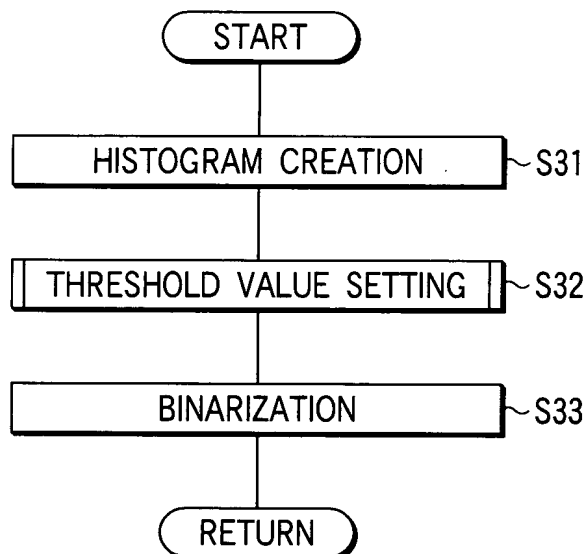 START
HISTOGRAM CREATION
~S31
THRESHOLD VALUE SETTING
~S32
BINARIZATION
~S33
RETURN